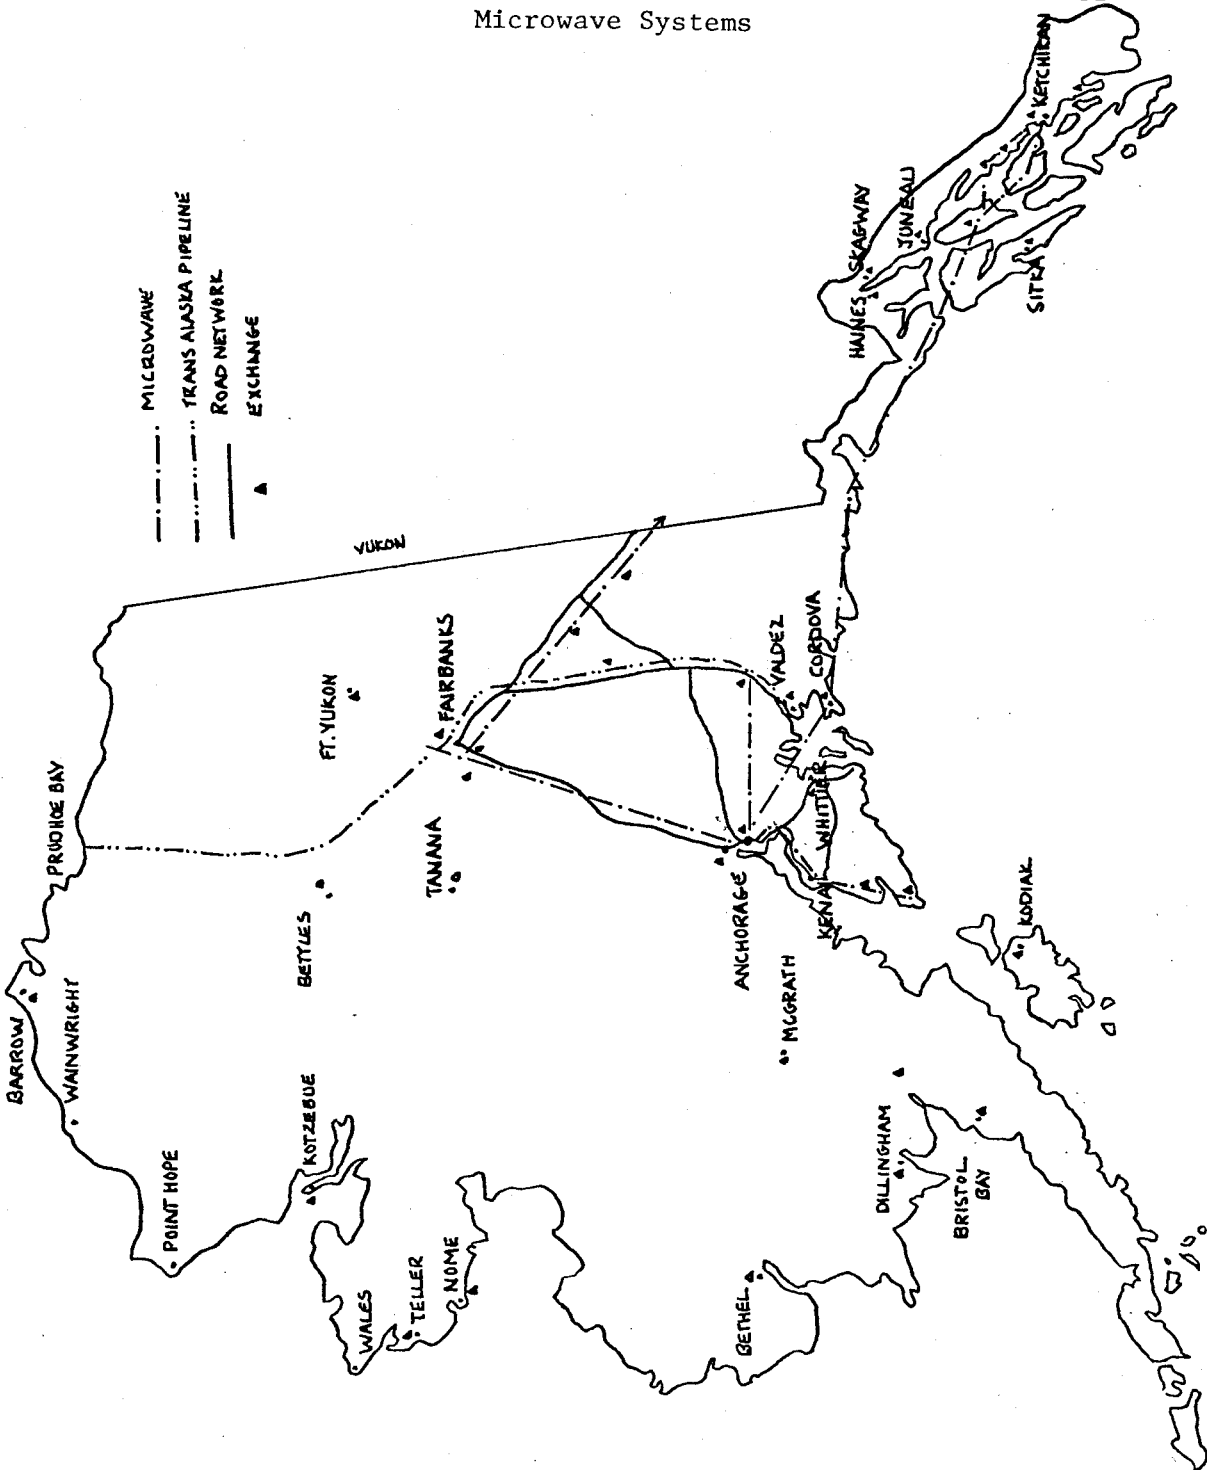 Microwave Systems
MICROWAVE
TRANS ALASKA PIPELINE
ROAD NETWORK
EXCHANGE
BARROW
WAINWRIGHT
POINT HOPE
PRUDHOE BAY
KOTZEBUE
BETTLES
FT. YUKON
YUKON
WALES
TELLER
NOME
TANANA
FAIRBANKS
BETHEL
MCGRATH
ANCHORAGE
VALDEZ
CORDOVA
WHITTIER
KENAI
DILLINGHAM
BRISTOL
BAY
KODIAK
HAINES
SKAGWAY
JUNEAU
SITKA
KETCHIKAN